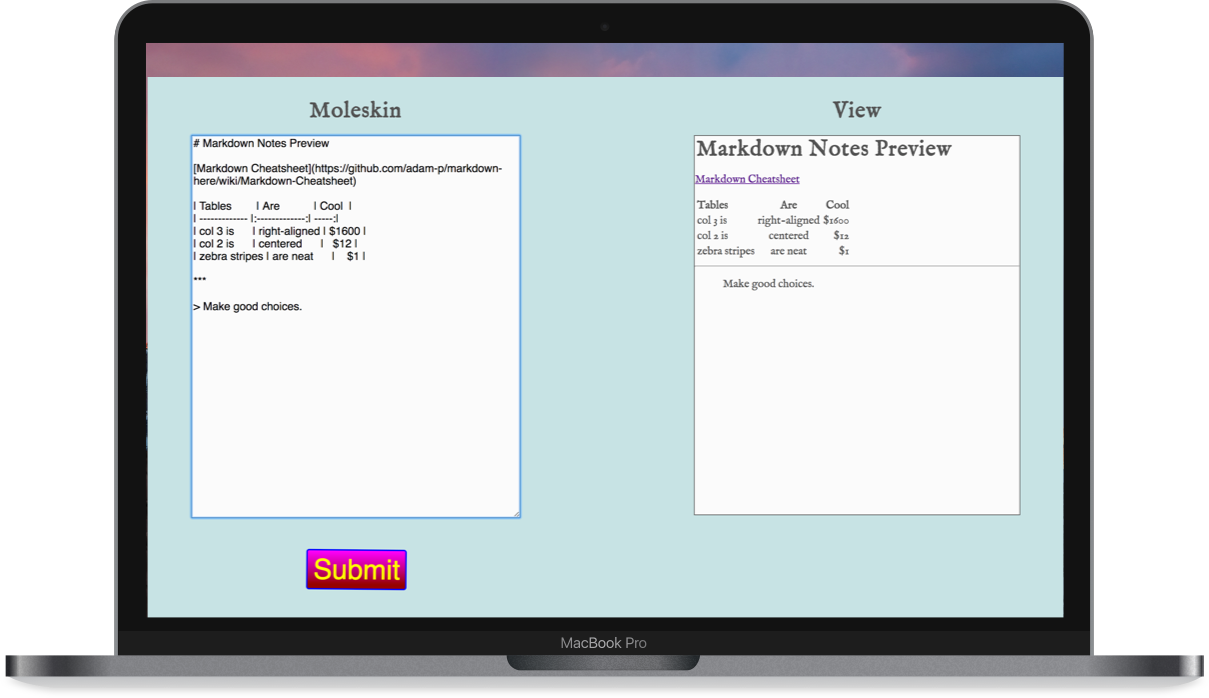 Moleskin
# Markdown Notes Preview
[Markdown Cheatsheet](https://github.com/adam-p/markdown-
here/wiki/Markdown-Cheatsheet)
| Tables | Are | Cool |
| ------------- |:-------------:| -----:|
| col 3 is | right-aligned | $1600 |
| col 2 is | centered | $12 |
| zebra stripes | are neat | $1 |
***
> Make good choices.
Submit
View
Markdown Notes Preview
Markdown Cheatsheet
Tables Are Cool
col 3 is right-aligned $1600
col 2 is centered $12
zebra stripes are neat $1
Make good choices.
MacBook Pro